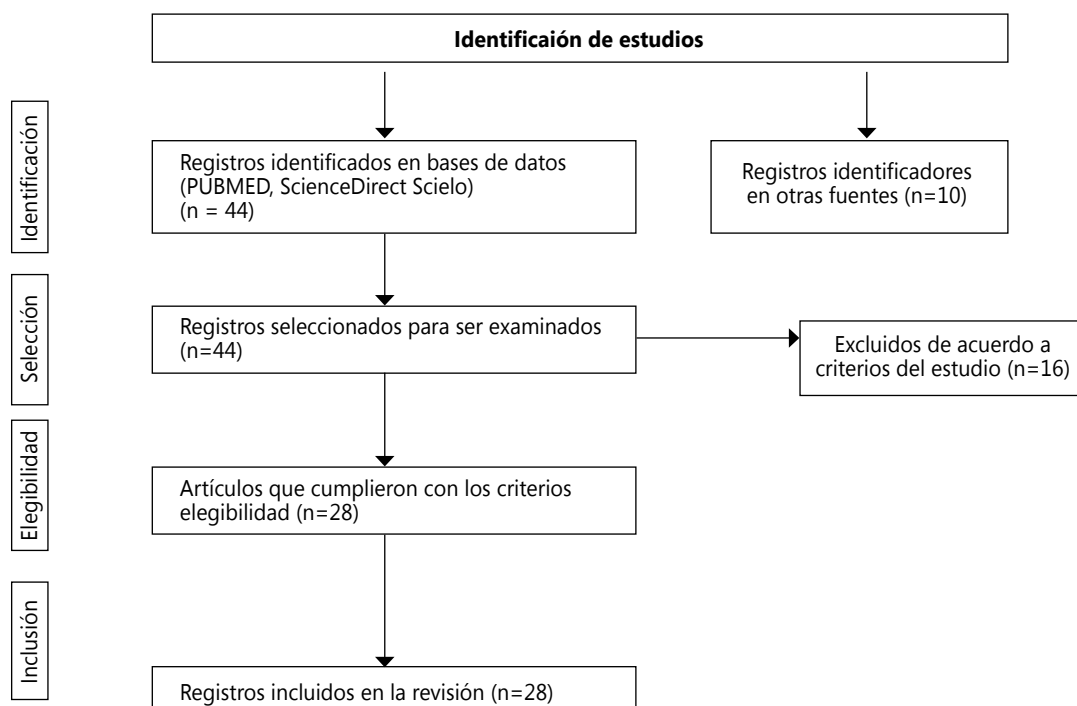 Identificaión de estudios
Identificación
Registros identificados en bases de datos
(PUBMED, ScienceDirect Scielo)
(n = 44)
Registros identificadores
en otras fuentes (n=10)
Selección
Registros seleccionados para ser examinados
(n=44)
Excluidos de acuerdo a
criterios del estudio (n=16)
Elegibilidad
Artículos que cumplieron con los criterios
elegibilidad (n=28)
Inclusión
Registros incluidos en la revisión (n=28)